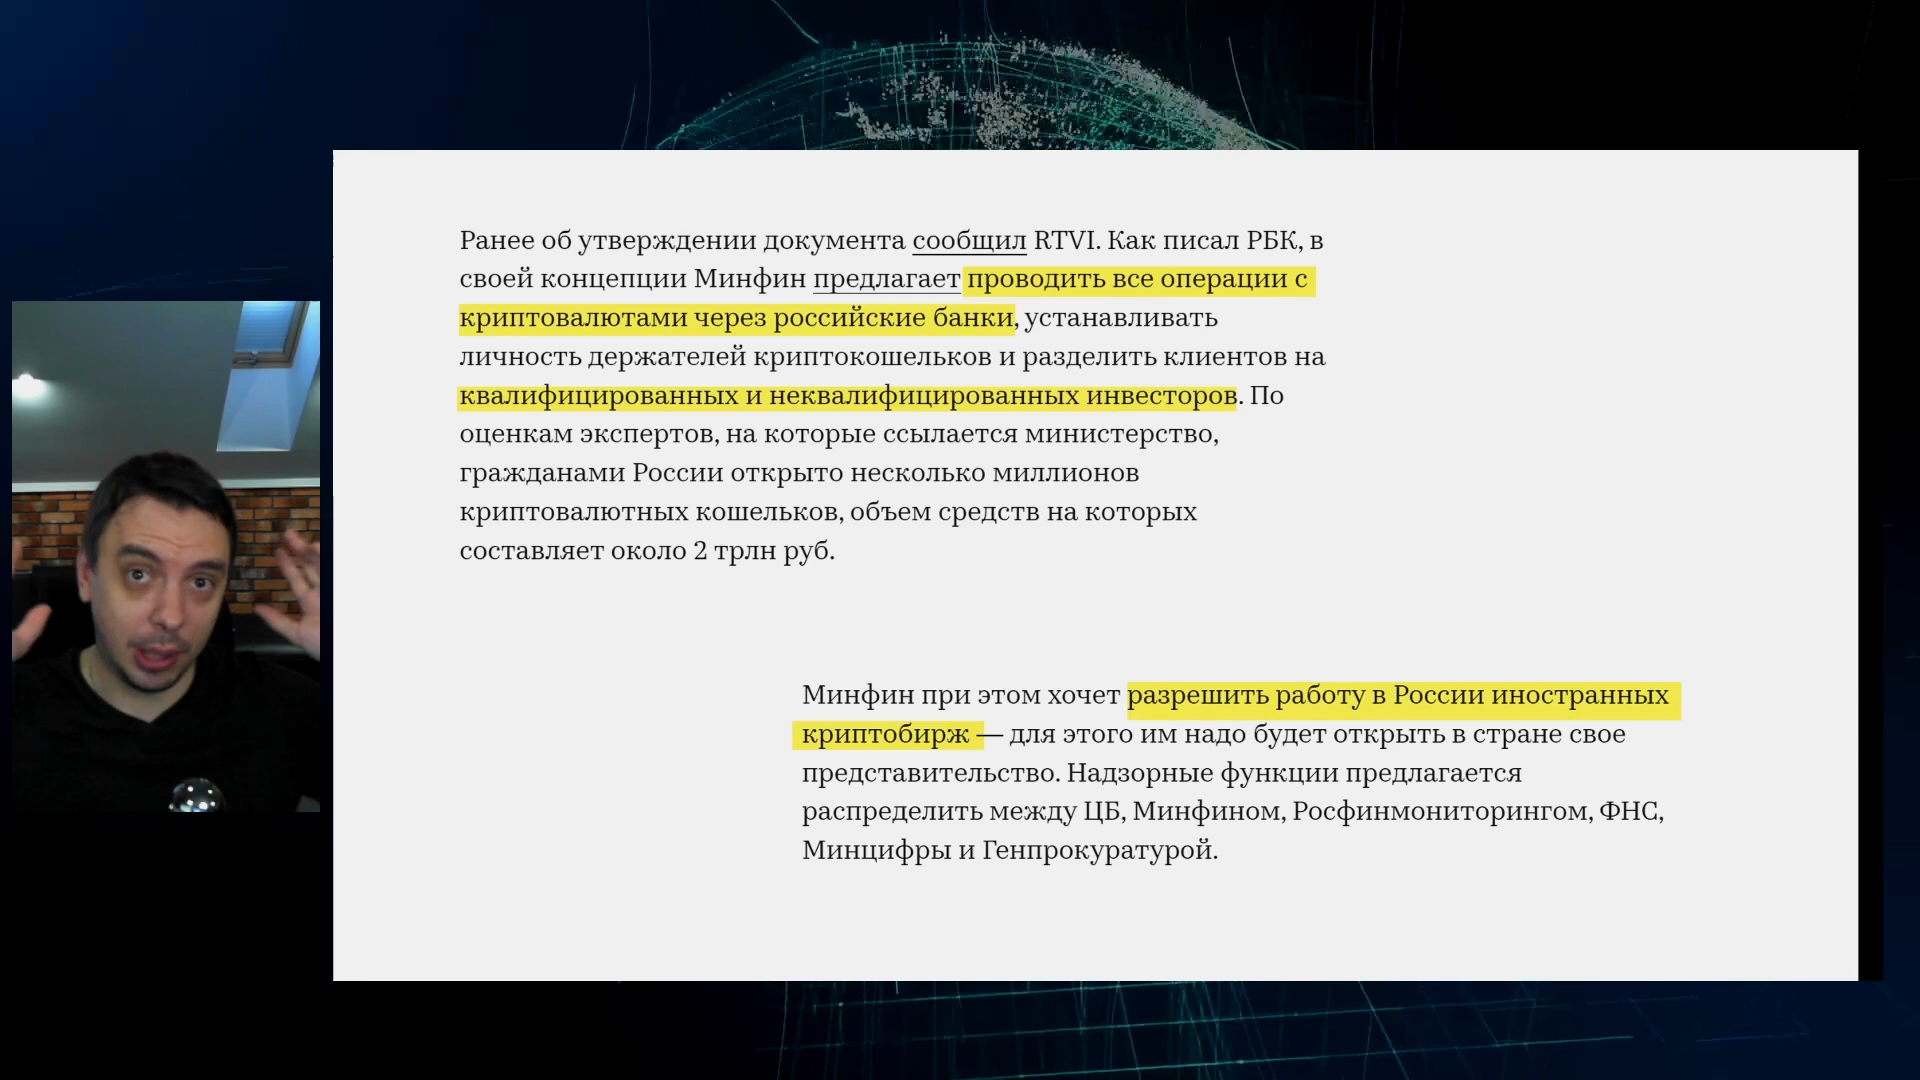 Ранее об утверждении документа сообщил RTVI. Как писал РБК, в
своей концепции Минфин предлагает проводить все операции с
криптовалютами через российские банки, устанавливать
личность держателей криптокошельков и разделить клиентов на
квалифицированных и неквалифицированных инвесторов. По
оценкам экспертов, на которые ссылается министерство,
гражданами России открыто несколько миллионов
криптовалютных кошельков, объем средств на которых
составляет около 2 трлн руб.
Минфин при этом хочет разрешить работу в России иностранных
криптобирж — для этого им надо будет открыть в стране свое
представительство. Надзорные функции предлагается
распределить между ЦБ, Минфином, Росфинмониторингом, ФНС,
Минцифры и Генпрокуратурой.